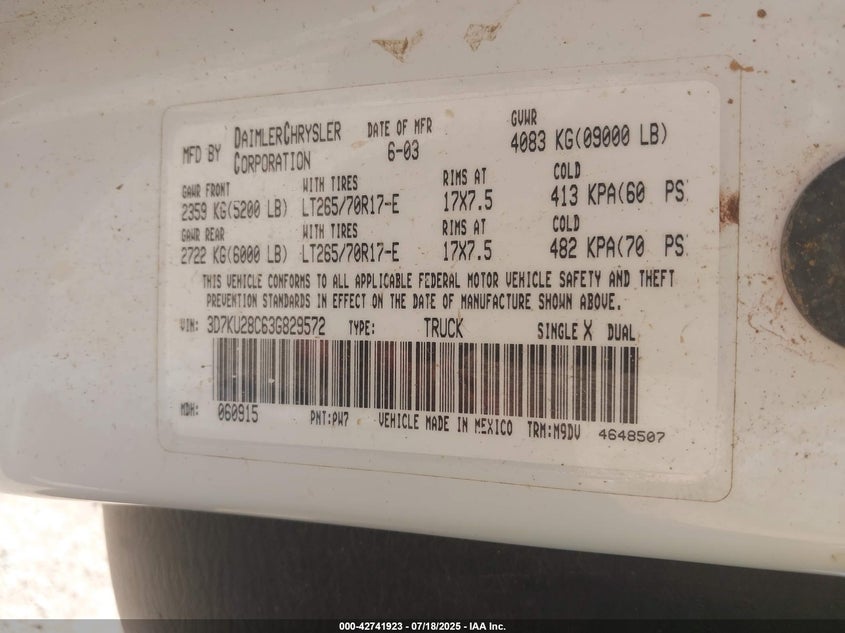 MFD BY DAIMLERCHRYSLER CORPORATION DATE OF MFR 6-03 GVWR 4083 KG(09000 LB)
GAWR FRONT WITH TIRES RIMS AT COLD
2359 KG(5200 LB) LT265/70R17-E 17X7.5 413 KPA(60 PS
GAWR REAR WITH TIRES RIMS AT COLD
2722 KG(6000 LB) LT265/70R17-E 17X7.5 482 KPA(70 PS
THIS VEHICLE CONFORMS TO ALL APPLICABLE FEDERAL MOTOR VEHICLE SAFETY AND THEFT
PREVENTION STANDARDS IN EFFECT ON THE DATE OF MANUFACTURE SHOWN ABOVE.
VIN: 3D7KU28C63G829572 TYPE: TRUCK SINGLE X DUAL
MDH: 060915 PNT:PW7 VEHICLE MADE IN MEXICO TRM:M9DV 4648507
000-42741923 / 07/18/2025 - IAA Inc.